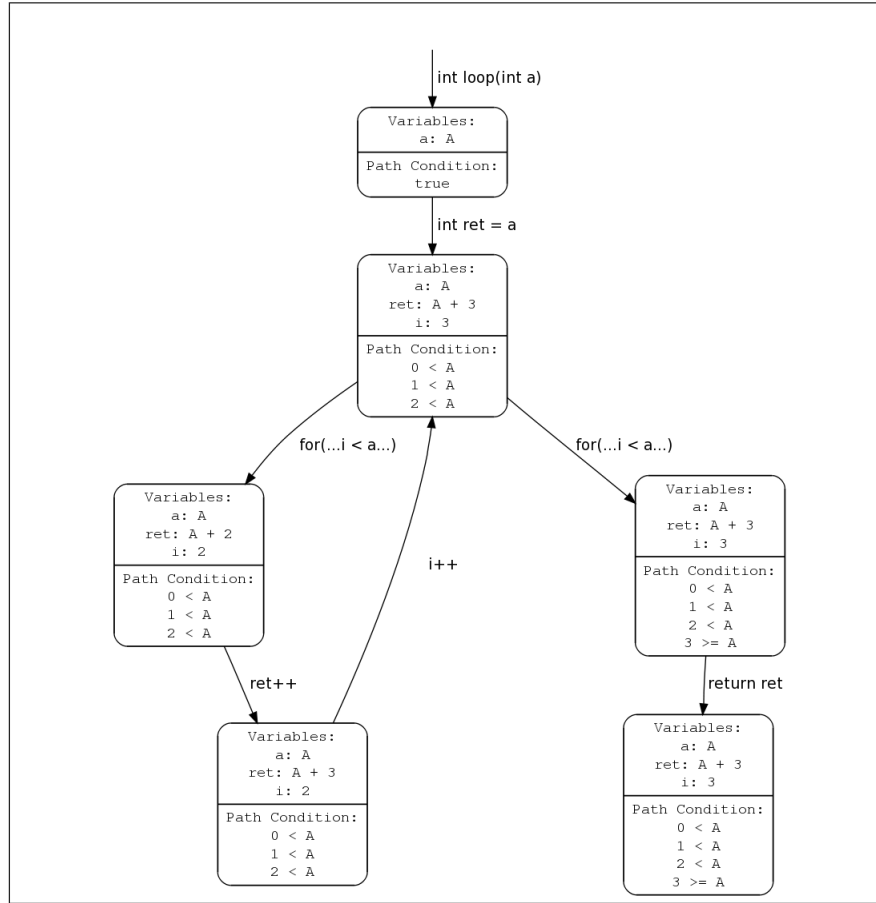 int loop(int a)
Variables:
a: A
Path Condition:
true
int ret = a
Variables:
a: A
ret: A + 3
i: 3
Path Condition:
0 < A
1 < A
2 < A
for(...i < a...)
for(...i < a...)
Variables:
a: A
ret: A + 2
i: 2
Path Condition:
0 < A
1 < A
2 < A
Variables:
a: A
ret: A + 3
i: 3
Path Condition:
0 < A
1 < A
2 < A
3 >= A
i++
ret++
return ret
Variables:
a: A
ret: A + 3
i: 2
Path Condition:
0 < A
1 < A
2 < A
Variables:
a: A
ret: A + 3
i: 3
Path Condition:
0 < A
1 < A
2 < A
3 >= A